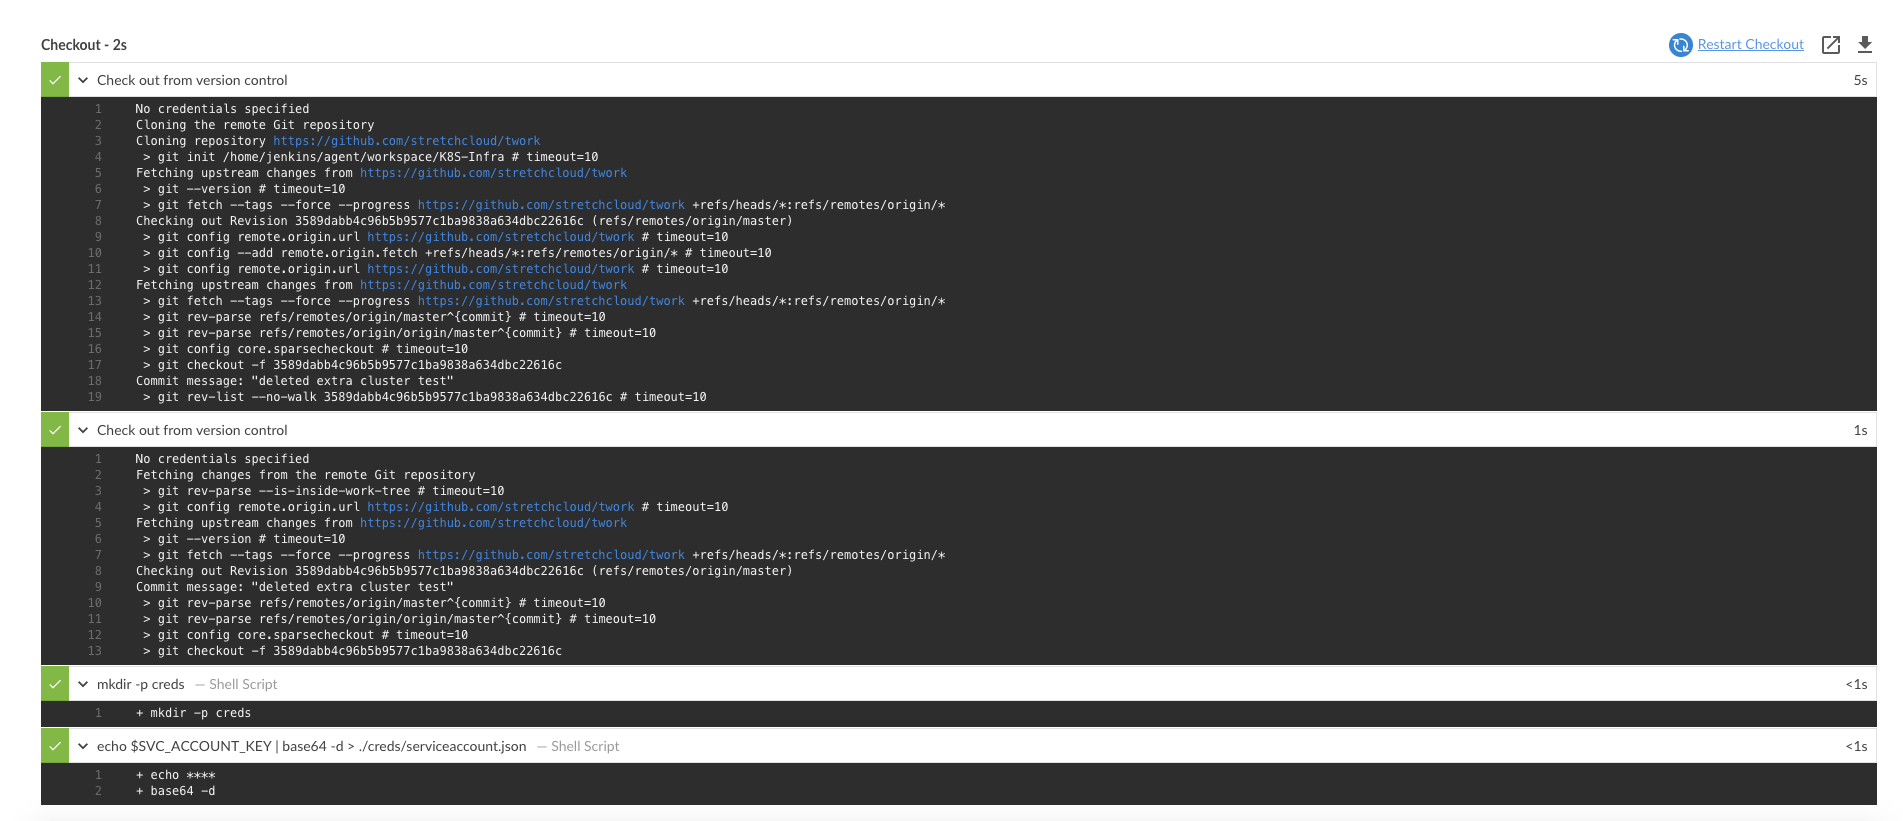 Checkout - 2s
Restart Checkout
Check out from version control
5s
1 No credentials specified
2 Cloning the remote Git repository
3 Cloning repository https://github.com/stretchcloud/twork
4 > git init /home/jenkins/agent/workspace/K8S-Infra # timeout=10
5 Fetching upstream changes from https://github.com/stretchcloud/twork
6 > git --version # timeout=10
7 > git fetch --tags --force --progress https://github.com/stretchcloud/twork +refs/heads/*:refs/remotes/origin/*
8 Checking out Revision 3589dabb4c96b5b9577c1ba9838a634dbc22616c (refs/remotes/origin/master)
9 > git config remote.origin.url https://github.com/stretchcloud/twork # timeout=10
10 > git config --add remote.origin.fetch +refs/heads/*:refs/remotes/origin/* # timeout=10
11 > git config remote.origin.url https://github.com/stretchcloud/twork # timeout=10
12 Fetching upstream changes from https://github.com/stretchcloud/twork
13 > git fetch --tags --force --progress https://github.com/stretchcloud/twork +refs/heads/*:refs/remotes/origin/*
14 > git rev-parse refs/remotes/origin/master^{commit} # timeout=10
15 > git rev-parse refs/remotes/origin/origin/master^{commit} # timeout=10
16 > git config core.sparsecheckout # timeout=10
17 > git checkout -f 3589dabb4c96b5b9577c1ba9838a634dbc22616c
18 Commit message: "deleted extra cluster test"
19 > git rev-list --no-walk 3589dabb4c96b5b9577c1ba9838a634dbc22616c # timeout=10
Check out from version control
1s
1 No credentials specified
2 Fetching changes from the remote Git repository
3 > git rev-parse --is-inside-work-tree # timeout=10
4 > git config remote.origin.url https://github.com/stretchcloud/twork # timeout=10
5 Fetching upstream changes from https://github.com/stretchcloud/twork
6 > git --version # timeout=10
7 > git fetch --tags --force --progress https://github.com/stretchcloud/twork +refs/heads/*:refs/remotes/origin/*
8 Checking out Revision 3589dabb4c96b5b9577c1ba9838a634dbc22616c (refs/remotes/origin/master)
9 Commit message: "deleted extra cluster test"
10 > git rev-parse refs/remotes/origin/master^{commit} # timeout=10
11 > git rev-parse refs/remotes/origin/origin/master^{commit} # timeout=10
12 > git config core.sparsecheckout # timeout=10
13 > git checkout -f 3589dabb4c96b5b9577c1ba9838a634dbc22616c
mkdir -p creds — Shell Script
<1s
1 + mkdir -p creds
echo $SVC_ACCOUNT_KEY | base64 -d > ./creds/serviceaccount.json — Shell Script
<1s
1 + echo ****
2 + base64 -d